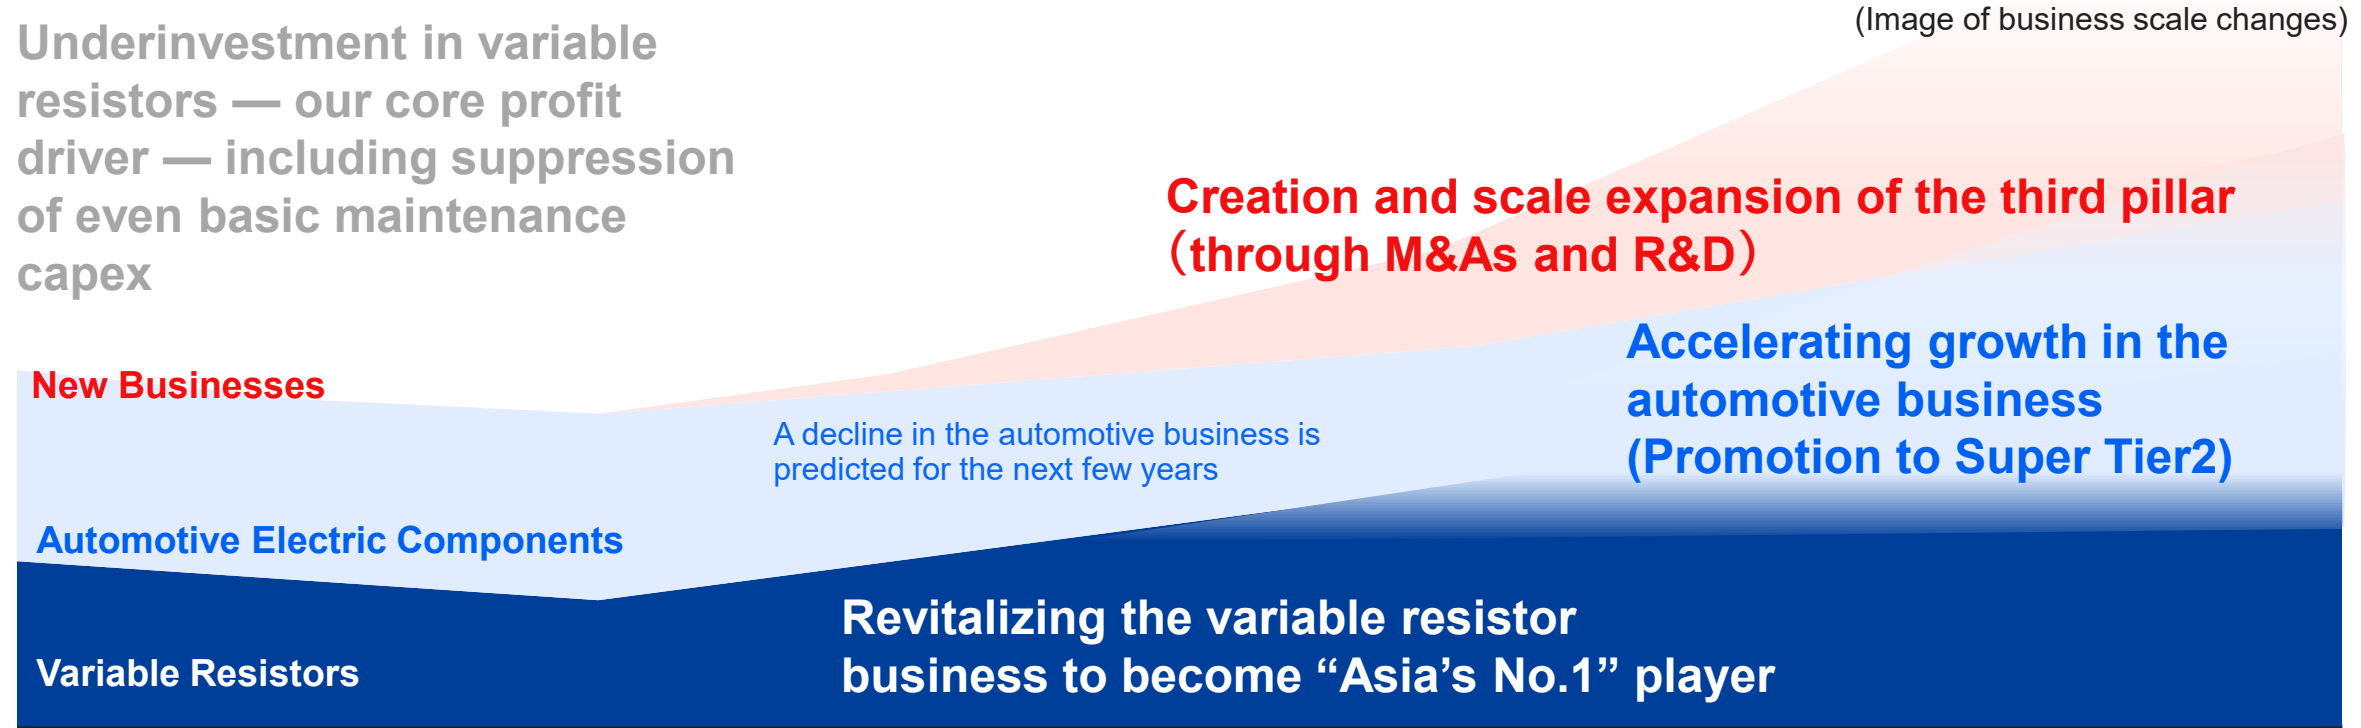 (Image of business scale changes)
Underinvestment in variable
resistors — our core profit
driver — including suppression
of even basic maintenance
capex
Creation and scale expansion of the third pillar
（through M&As and R&D）
Accelerating growth in the
automotive business
(Promotion to Super Tier2)
New Businesses
A decline in the automotive business is
predicted for the next few years
Automotive Electric Components
Revitalizing the variable resistor
business to become “Asia’s No.1” player
Variable Resistors